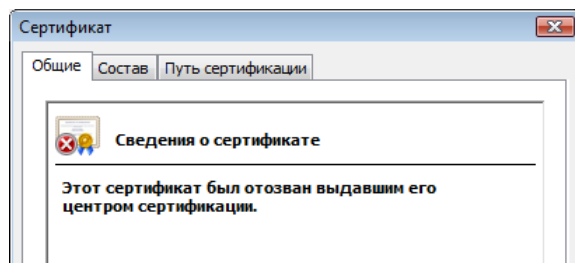 Сертификат
Общие Состав Путь сертификации
Сведения о сертификате
Этот сертификат был отозван выдавшим его
центром сертификации.